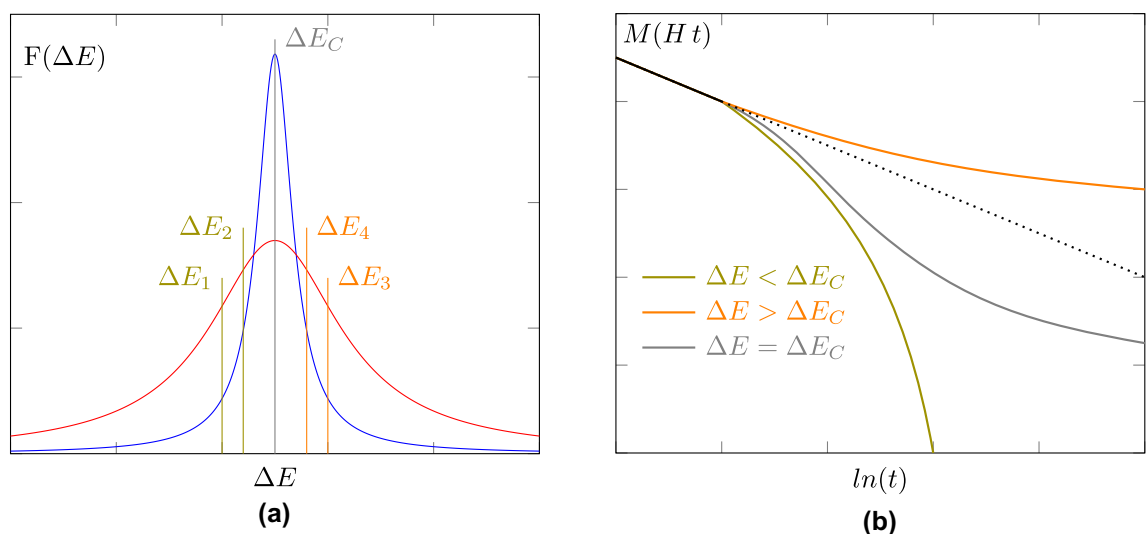 F(ΔE)
ΔE_C
ΔE_2
ΔE_4
ΔE_1
ΔE_3
ΔE
(a)
M(H t)
ΔE < ΔE_C
ΔE > ΔE_C
ΔE = ΔE_C
ln(t)
(b)